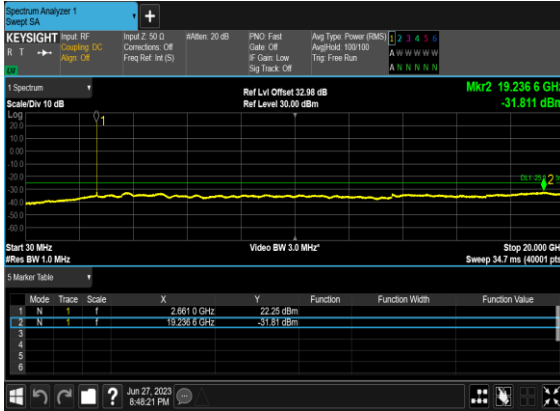 Spectrum Analyzer 1
Swept SA
+
KEYSIGHT Input: RF Input Z: 50 Ω #Atten: 20 dB PNO: Fast Avg Type: Power (RMS) 1 2 3 4 5 6
R T Coupling: DC Corrections: Off Gate: Off Avg|Hold: 100/100 A W W W W W
Align: Off Freq Ref: Int (S) IF Gain: Low Trig: Free Run
Sig Track: Off A N N N N N
1 Spectrum Ref Lvl Offset 32.98 dB Mkr2 19.236 6 GHz
Scale/Div 10 dB Ref Level 30.00 dBm -31.811 dBm
Log
20.0
10.0
0.00
-10.0
-20.0
-30.0
-40.0
-50.0
-60.0
1
2
Start 30 MHz Video BW 3.0 MHz* Stop 20.000 GH
#Res BW 1.0 MHz Sweep 34.7 ms (40001 pts
5 Marker Table
Mode Trace Scale X Y Function Function Width Function Value
1 N 1 f 2.661 0 GHz 22.25 dBm
2 N 1 f 19.236 6 GHz -31.81 dBm
3
4
5
6
? Jun 27, 2023
8:48:21 PM